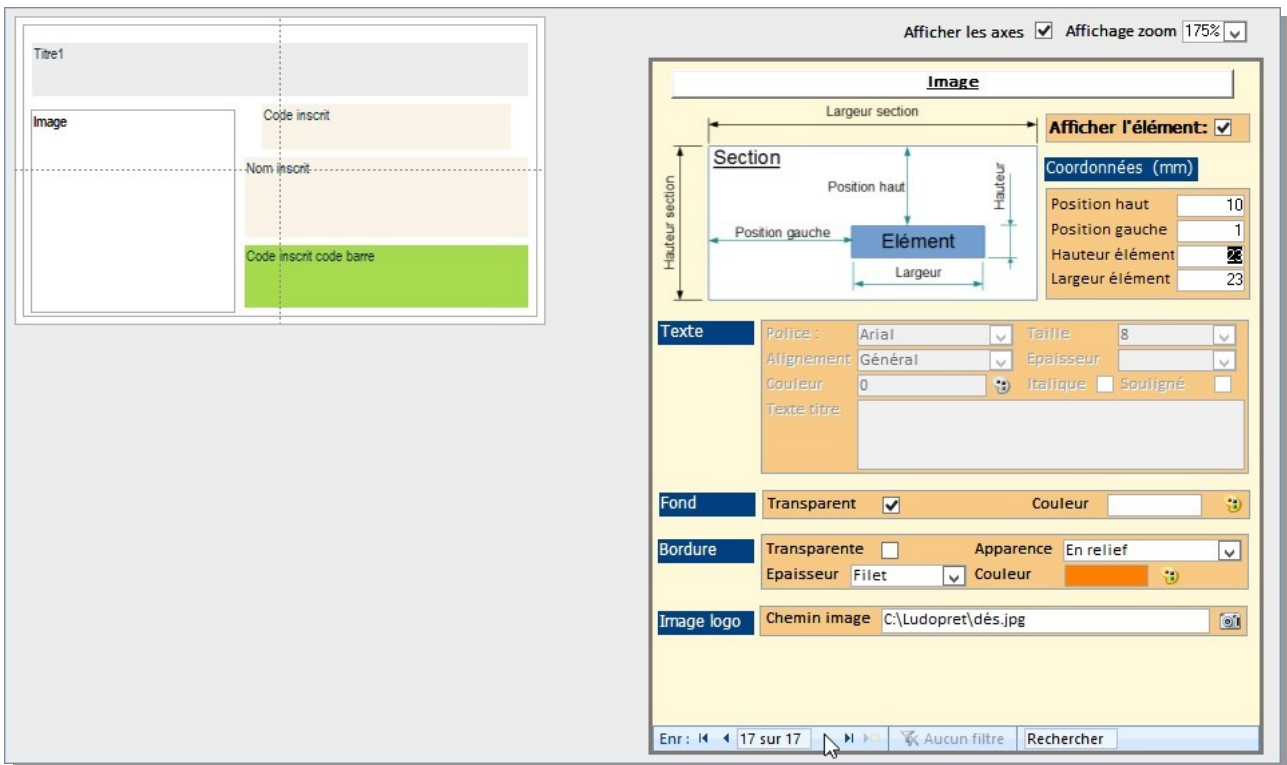 Afficher les axes Affichage zoom 175%
Titre1
Image
Code inscrit
Nom inscrit
Code inscrit code barre
Image
Largeur section
Section
Hauteur section
Position haut
Hauteur
Position gauche
Elément
Largeur
Afficher l'élément:
Coordonnées (mm)
Position haut 10
Position gauche 1
Hauteur élément 23
Largeur élément 23
Texte
Police : Arial Taille 8
Alignement Général Epaisseur
Couleur 0 Italique Souligné
Texte titre
Fond Transparent Couleur
Bordure Transparente Apparence En relief
Epaisseur Filet Couleur
Image logo Chemin image C:\Ludopret\dés.jpg
Enr : 17 sur 17 Aucun filtre Rechercher